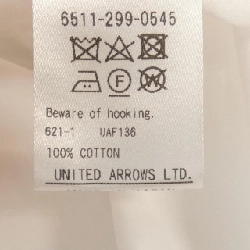 6511-299-0545
F W
Beware of hooking.
621-1 UAF136
100% COTTON
UNITED ARROWS LTD.